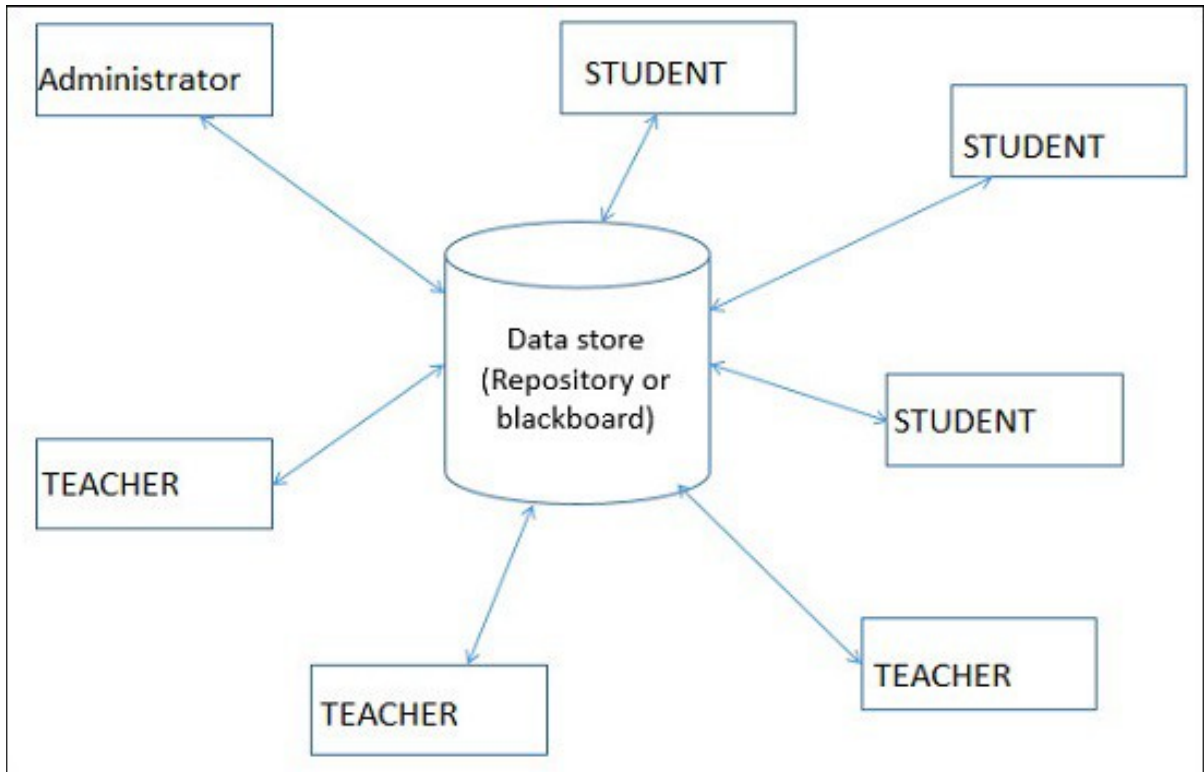 Administrator
STUDENT
STUDENT
Data store
(Repository or
blackboard)
STUDENT
TEACHER
TEACHER
TEACHER